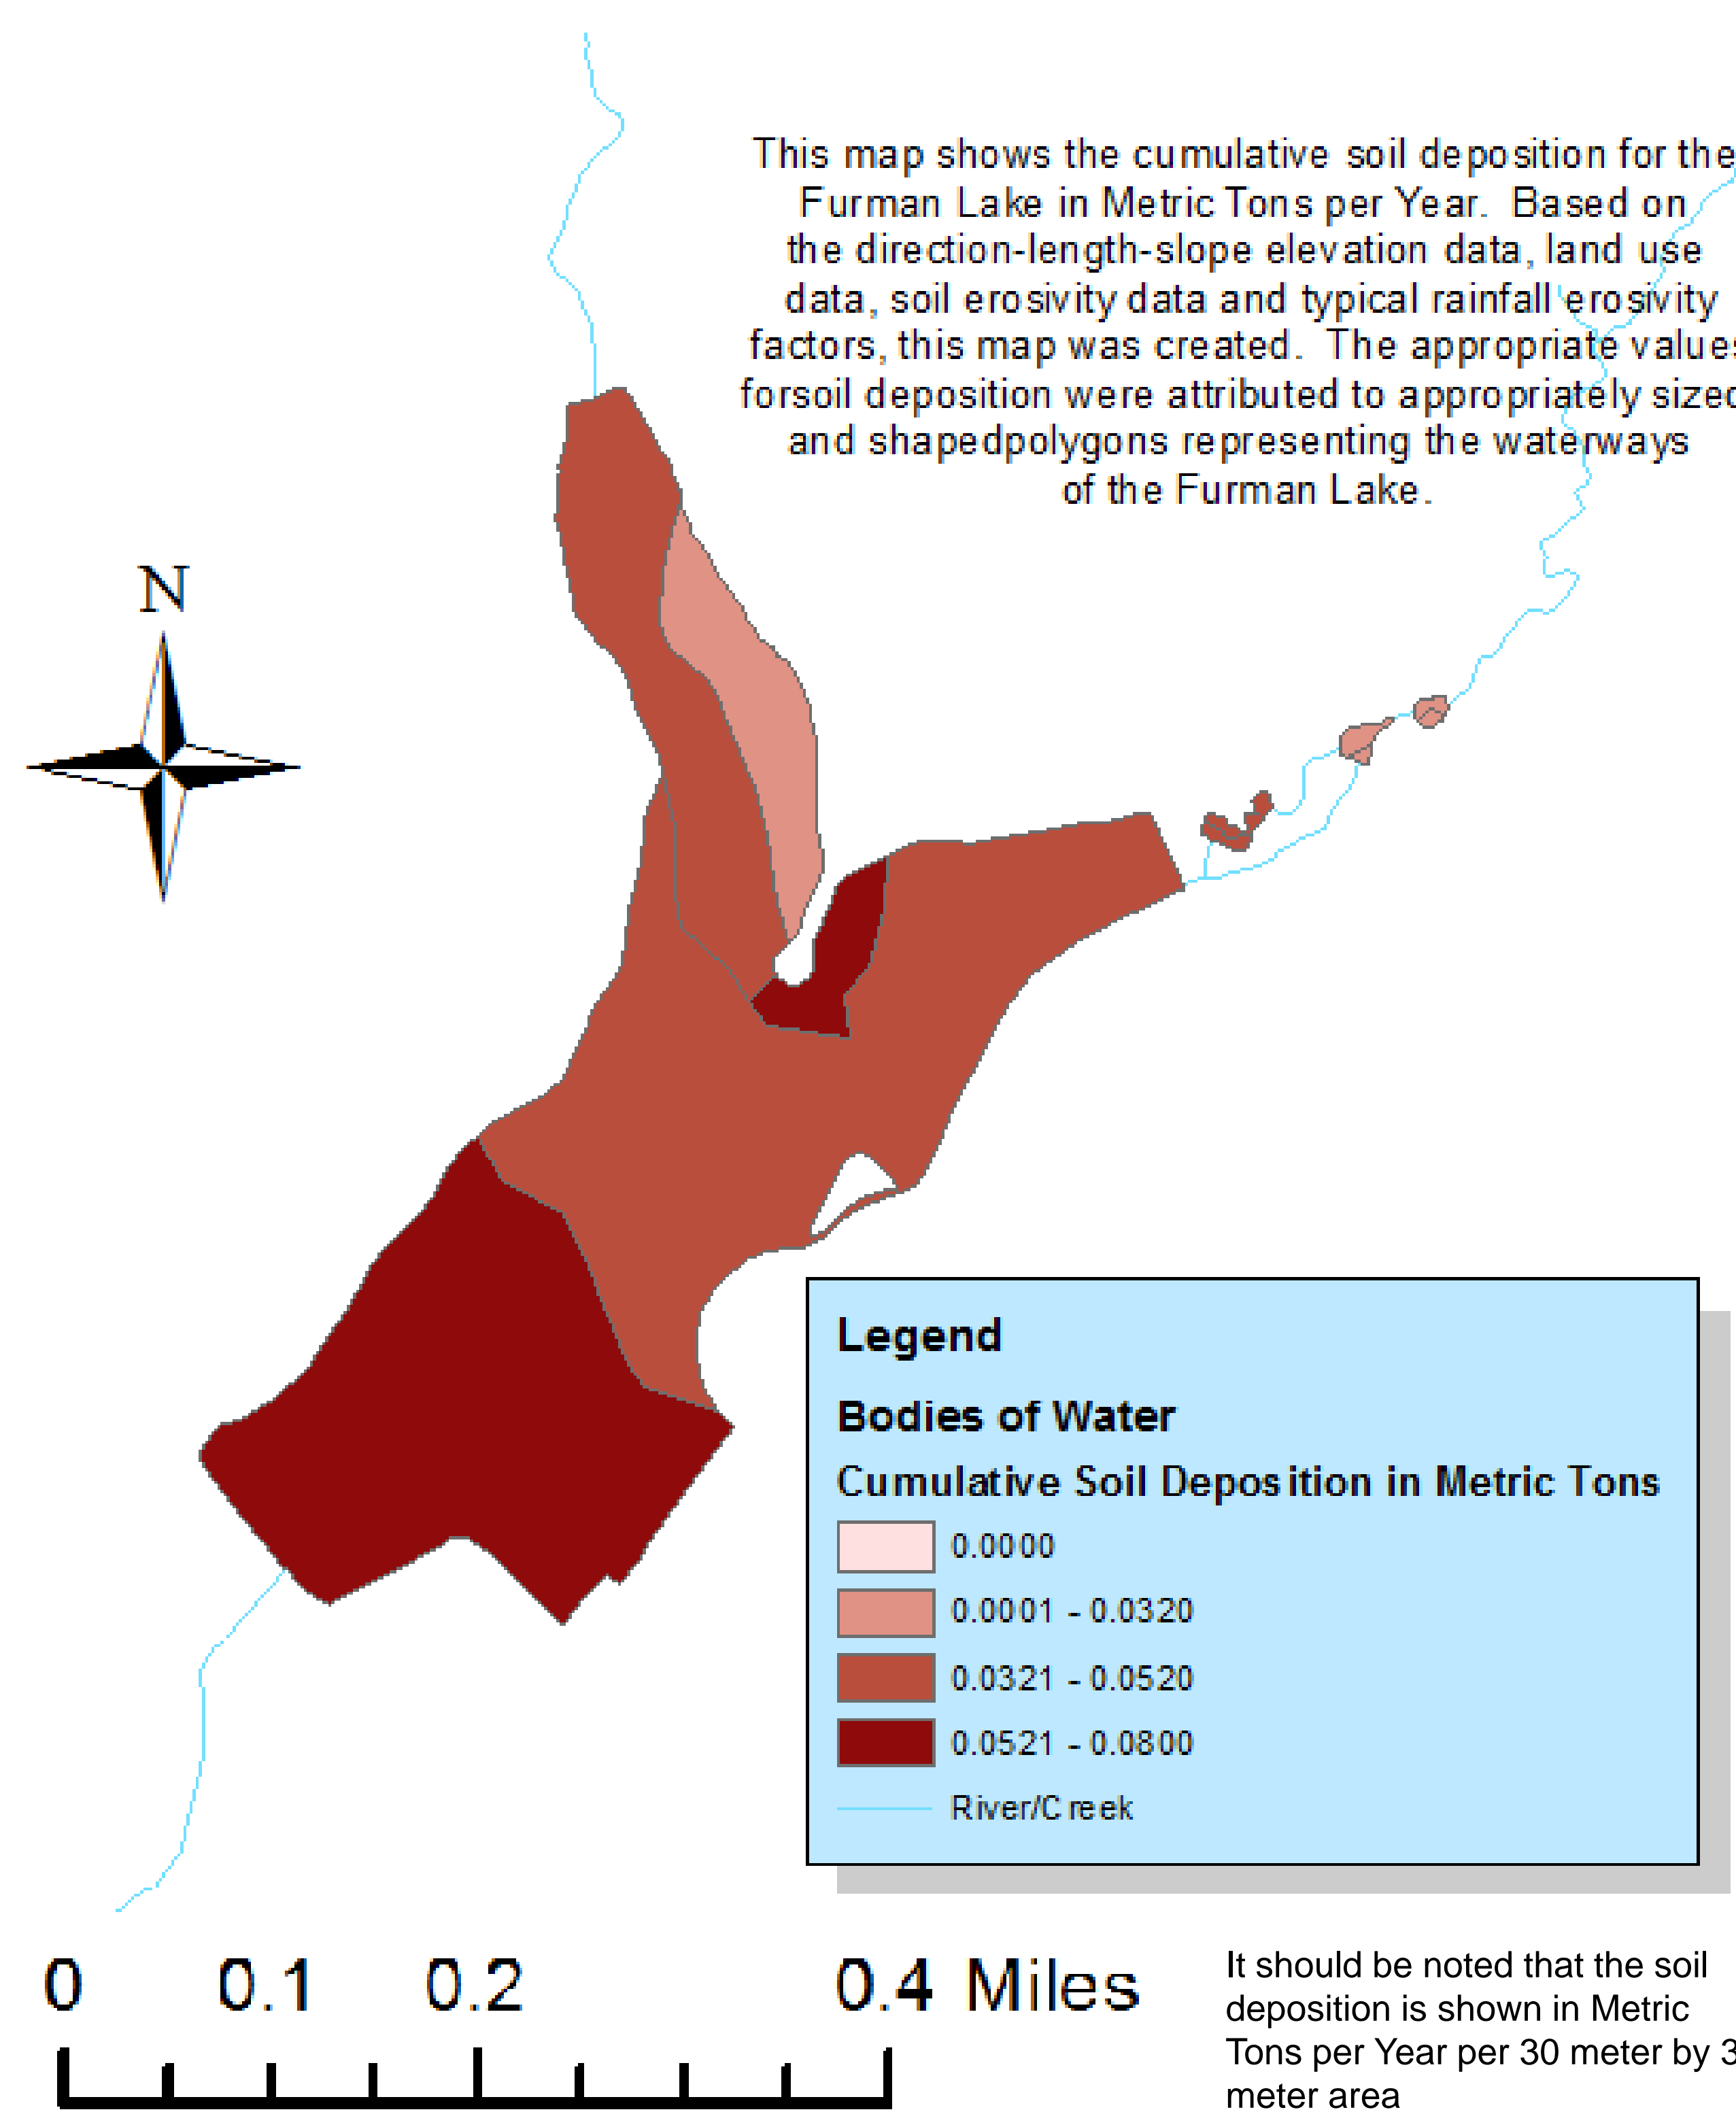 This map shows the cumulative soil deposition for the
Furman Lake in Metric Tons per Year. Based on
the direction-length-slope elevation data, land use
data, soil erosivity data and typical rainfall erosivity
factors, this map was created. The appropriate values
forsoil deposition were attributed to appropriately sized
and shapedpolygons representing the waterways
of the Furman Lake.
N
Legend
Bodies of Water
Cumulative Soil Deposition in Metric Tons
0.0000
0.0001 - 0.0320
0.0321 - 0.0520
0.0521 - 0.0800
River/Creek
0 0.1 0.2 0.4 Miles
It should be noted that the soil
deposition is shown in Metric
Tons per Year per 30 meter by 3
meter area